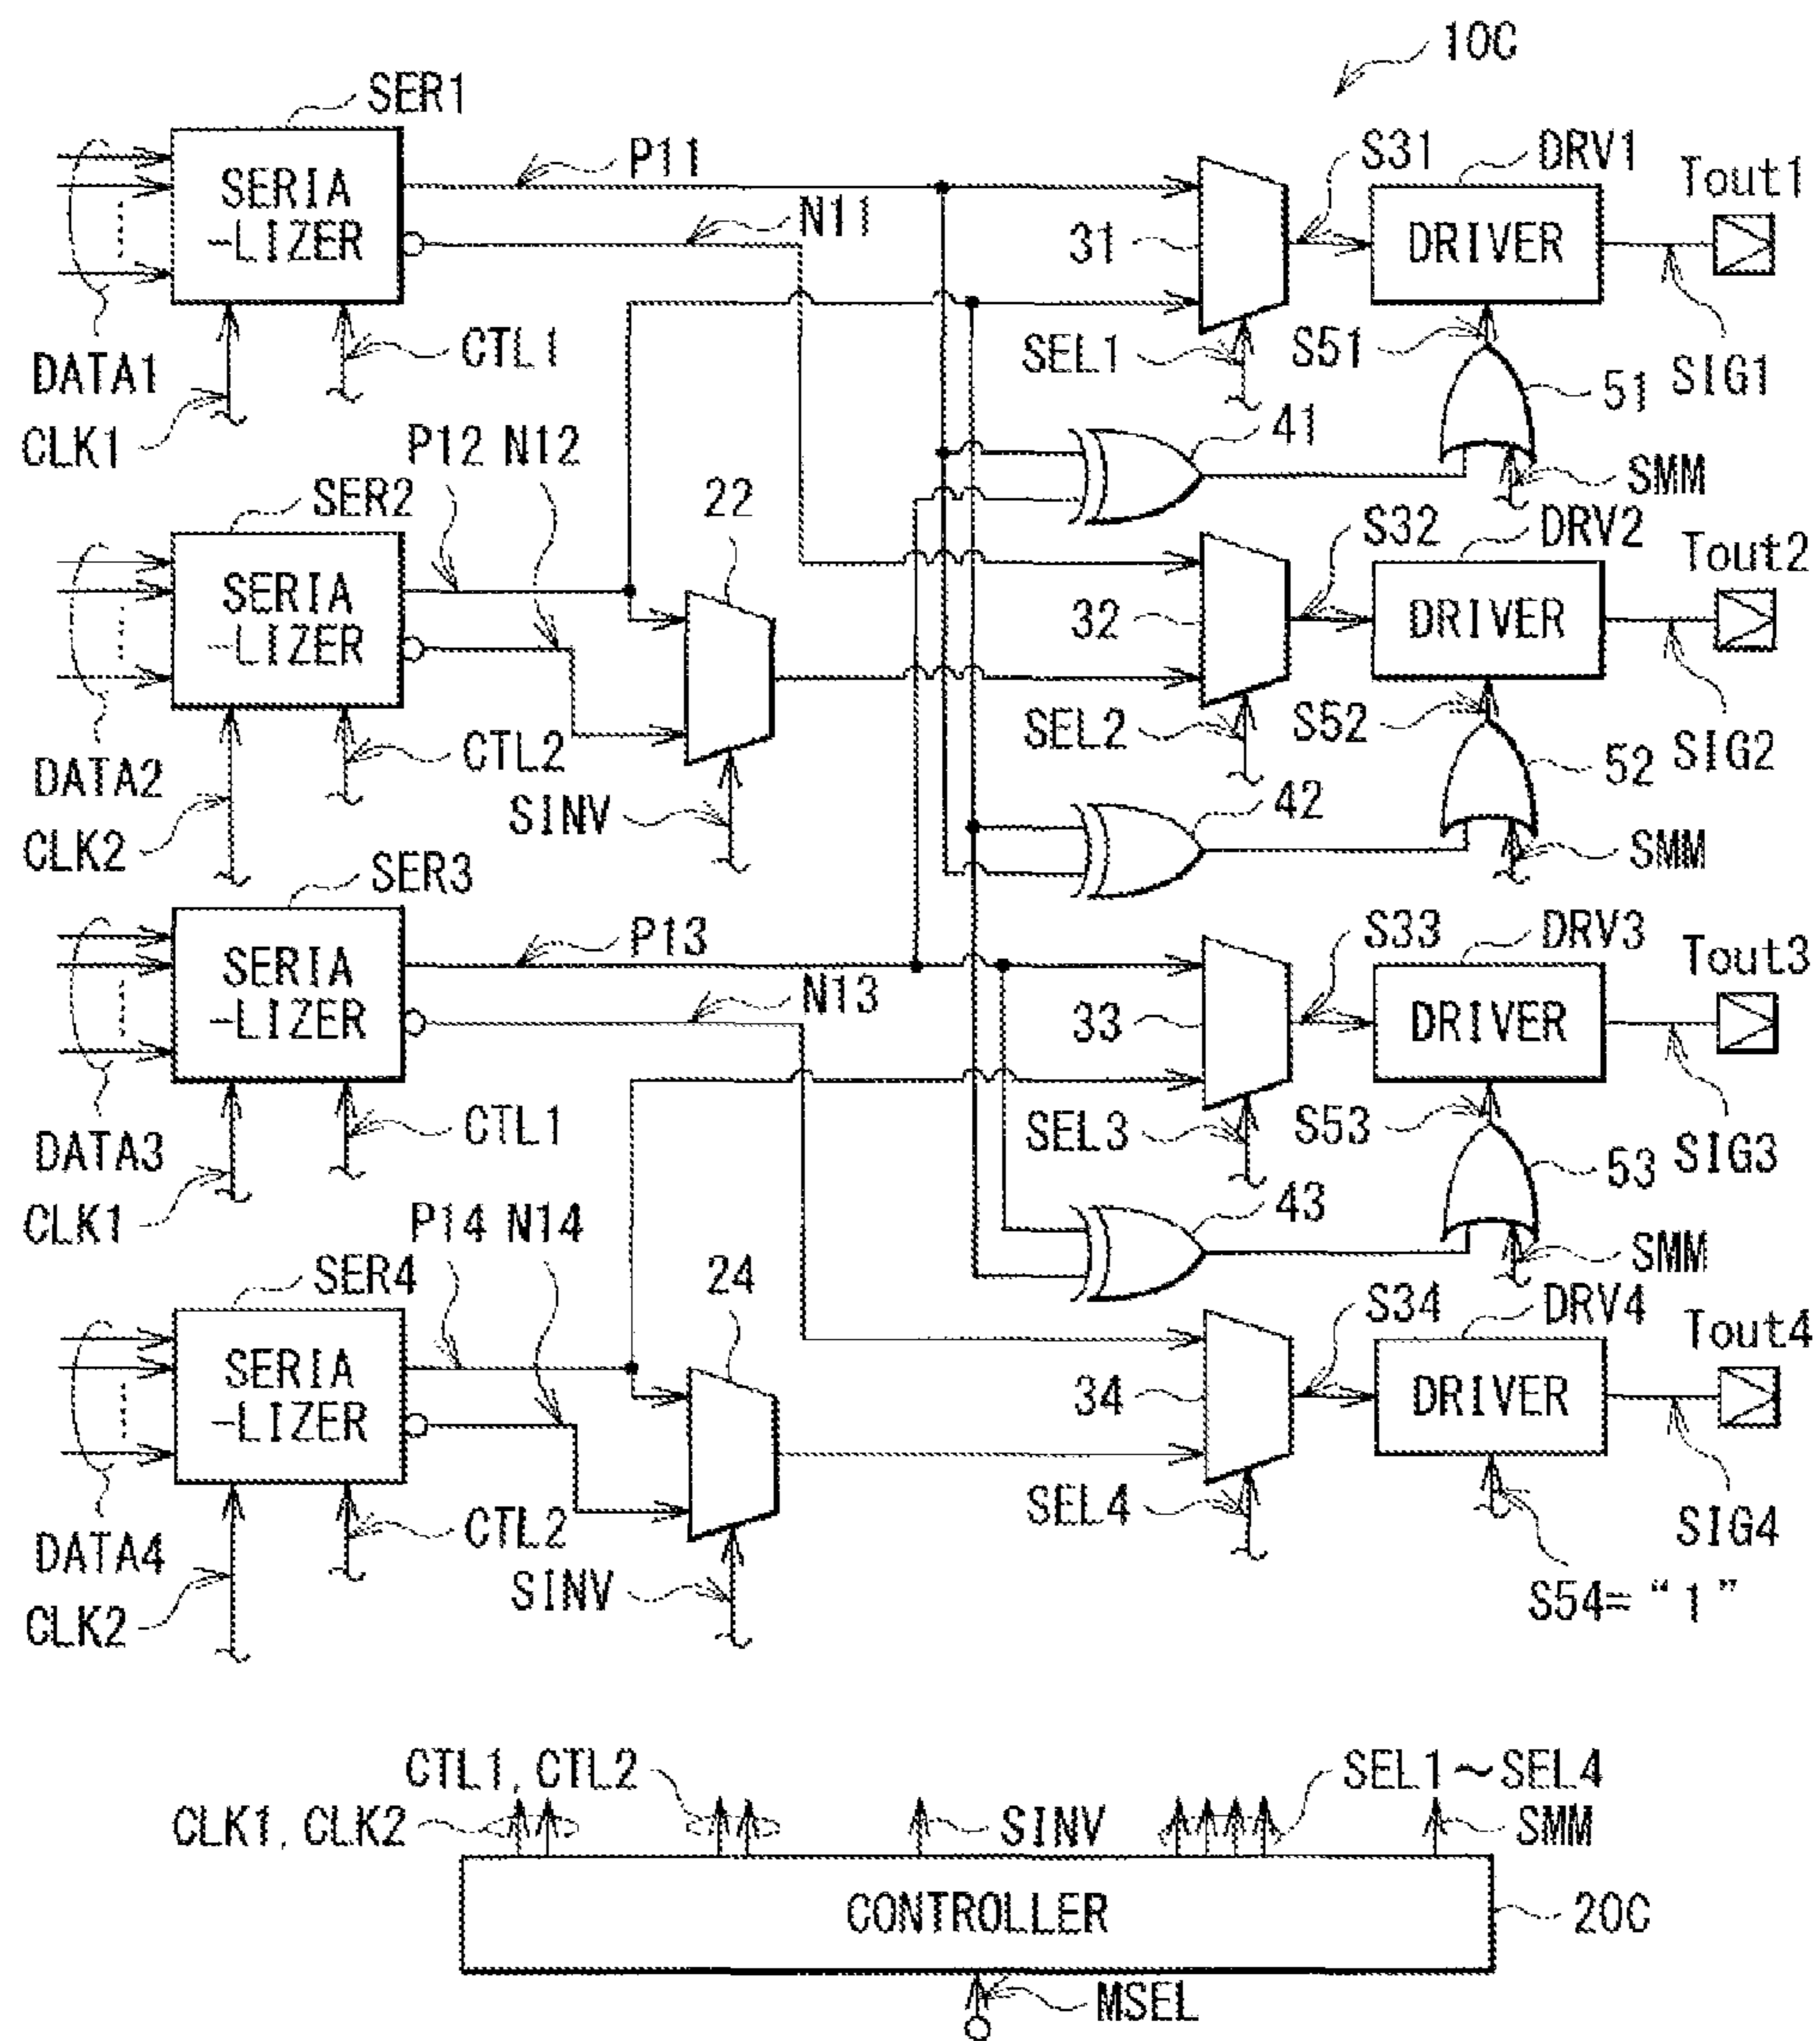 10C
SER1
SERIA
-LIZER
P11
N11
S31
DRV1
DRIVER
Tout1
31
SEL1
S51
51
SIG1
SMM
DATA1
CLK1
CTL1
41
P12 N12
SER2
SERIA
-LIZER
22
S32
DRV2
DRIVER
Tout2
32
SEL2
S52
52
SIG2
SMM
DATA2
CLK2
CTL2
SINV
42
SER3
SERIA
-LIZER
P13
N13
S33
DRV3
DRIVER
Tout3
33
SEL3
S53
53
SIG3
SMM
DATA3
CLK1
CTL1
43
P14 N14
SER4
SERIA
-LIZER
24
S34
DRV4
DRIVER
Tout4
34
SEL4
SIG4
DATA4
CLK2
CTL2
SINV
S54="1"
CTL1, CTL2
CLK1, CLK2
SINV
SEL1~SEL4
SMM
CONTROLLER
20C
MSEL